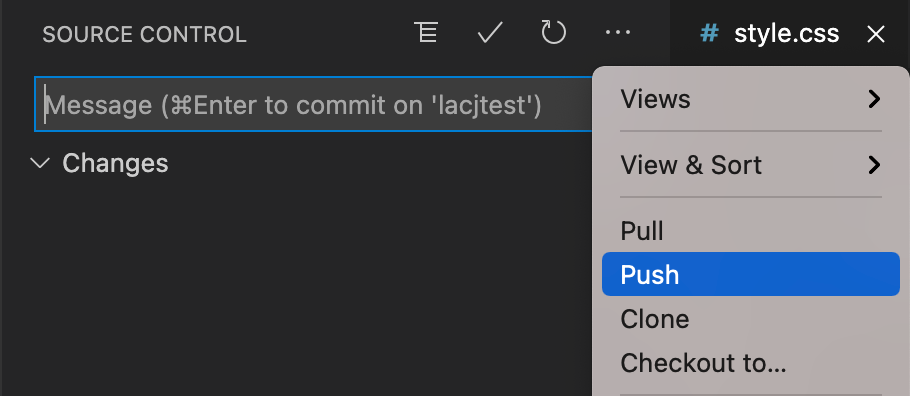 SOURCE CONTROL
# style.css
Message (⌘Enter to commit on 'lacjtest')
Changes
Views
View & Sort
Pull
Push
Clone
Checkout to...